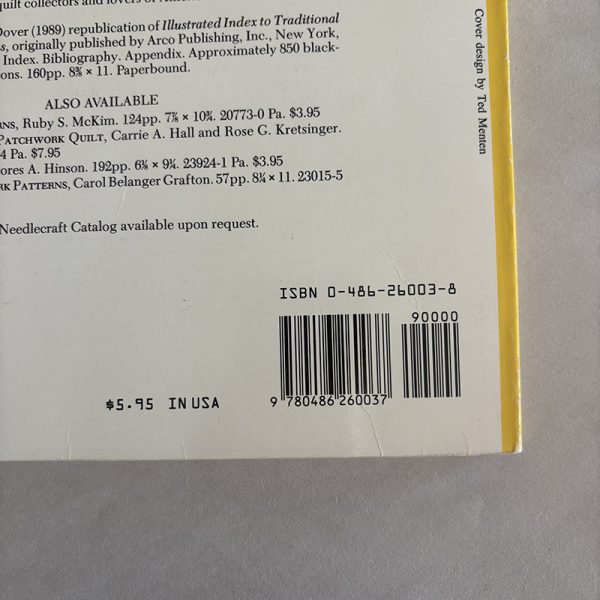 quilt collectors and lovers of
Dover (1989) republication of Illustrated Index to Traditional
originally published by Arco Publishing, Inc., New York,
Index. Bibliography. Appendix. Approximately 850 black-
160pp. 8⅜ × 11. Paperbound.
ALSO AVAILABLE
Ruby S. McKim. 124pp. 7⅞ × 10¾. 20773-0 Pa. $3.95
PATCHWORK QUILT, Carrie A. Hall and Rose G. Kretsinger.
4 Pa. $7.95
ores A. Hinson. 192pp. 6⅛ × 9¼. 23924-1 Pa. $3.95
RK PATTERNS, Carol Belanger Grafton. 57pp. 8¼ × 11. 23015-5
Needlecraft Catalog available upon request.
Cover design by Ted Menten
ISBN 0-486-26003-8
90000
9 780486 260037
$5.95 IN USA